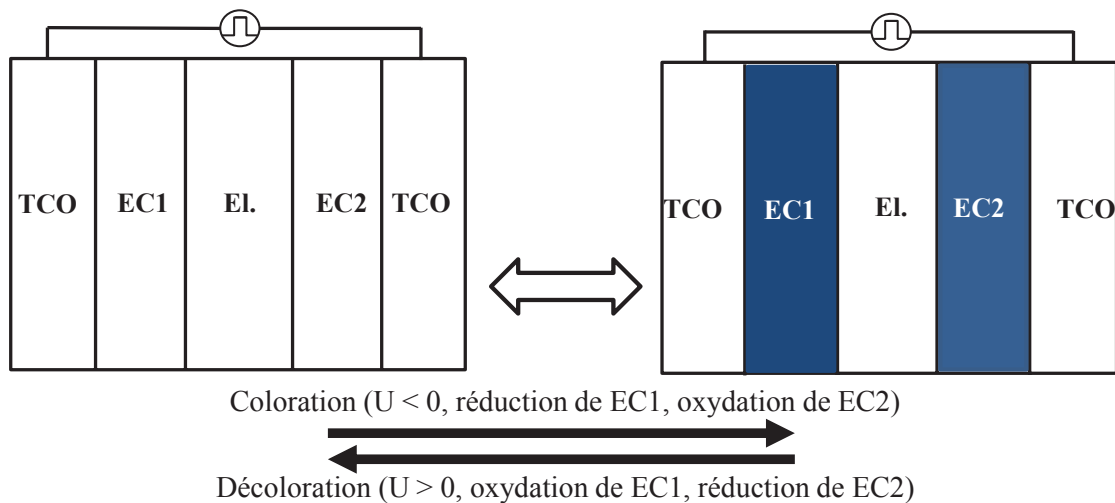 TCO EC1 El. EC2 TCO
TCO EC1 El. EC2 TCO
Coloration (U < 0, réduction de EC1, oxydation de EC2)
Décoloration (U > 0, oxydation de EC1, réduction de EC2)